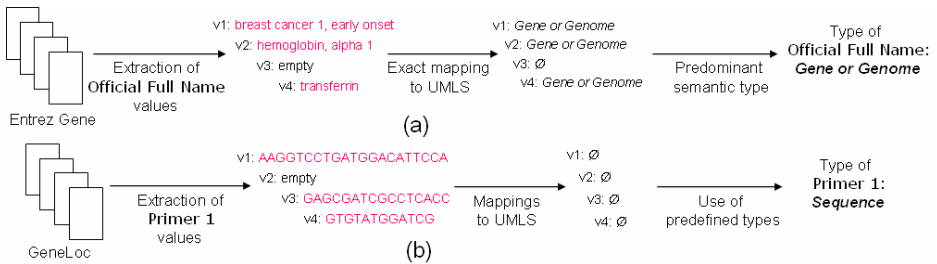 v1: breast cancer 1, early onset
v2: hemoglobin, alpha 1
v3: empty
v4: transferrin
Extraction of
Official Full Name
values
Entrez Gene
v1: Gene or Genome
v2: Gene or Genome
v3: Ø
v4: Gene or Genome
Exact mapping
to UMLS
Predominant
semantic type
Type of
Official Full Name:
Gene or Genome
(a)
v1: AAGGTCCTGATGGACATTCCA
v2: empty
v3: GAGCGATCGCCTCACC
v4: GTGTATGGATCG
Extraction of
Primer 1
values
GeneLoc
v1: Ø
v2: Ø
v3: Ø
v4: Ø
Mappings
to UMLS
Use of
predefined types
Type of
Primer 1:
Sequence
(b)